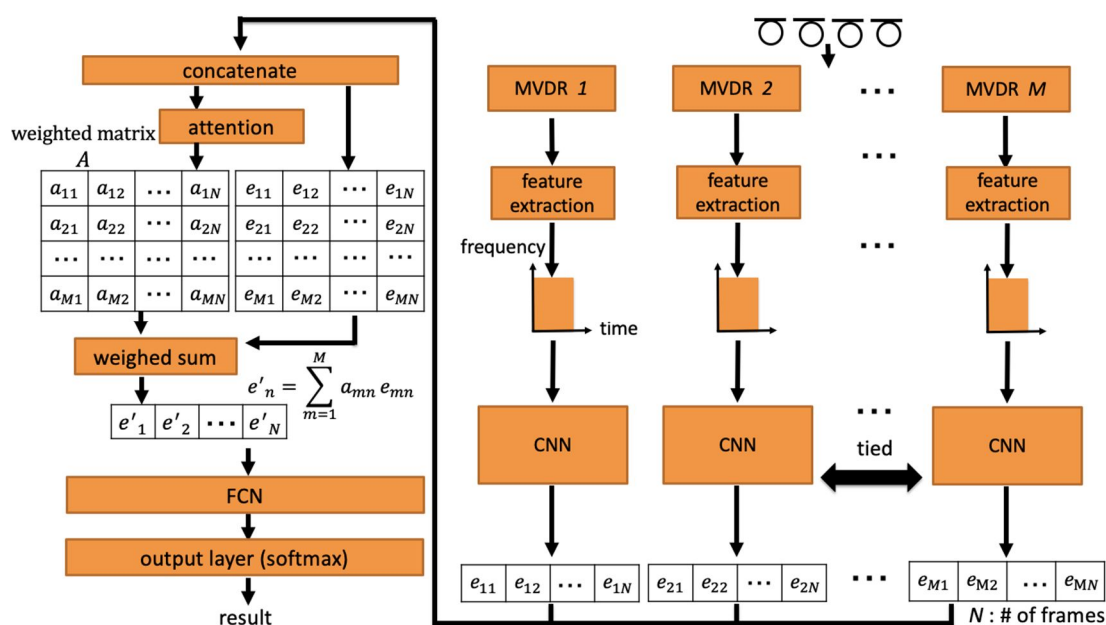 concatenate
attention
weighted matrix
A
a11 a12 ⋯ a1N
a21 a22 ⋯ a2N
⋯ ⋯ ⋯ ⋯
aM1 aM2 ⋯ aMN
e11 e12 ⋯ e1N
e21 e22 ⋯ e2N
⋯ ⋯ ⋯ ⋯
eM1 eM2 ⋯ eMN
weighed sum
e'n = ∑_{m=1}^{M} amn emn
e'1 e'2 ⋯ e'N
FCN
output layer (softmax)
result
MVDR 1
MVDR 2
⋯
MVDR M
feature
extraction
feature
extraction
⋯
feature
extraction
⋯
frequency
time
CNN
CNN
⋯
tied
CNN
e11 e12 ⋯ e1N
e21 e22 ⋯ e2N
⋯
eM1 eM2 ⋯ eMN
N : # of frames